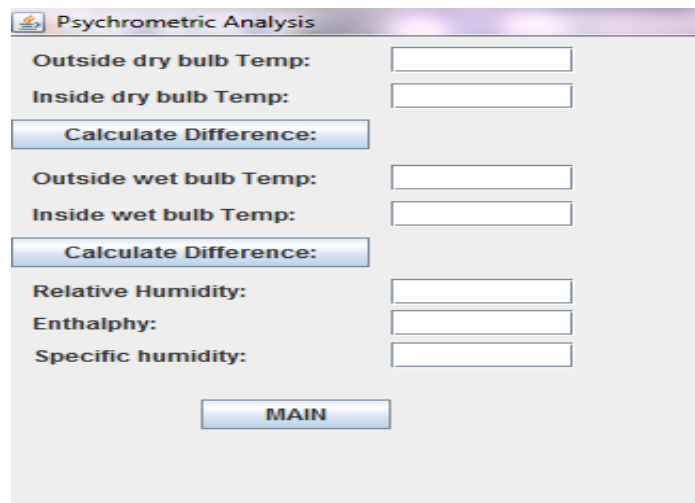 Psychrometric Analysis
Outside dry bulb Temp:
Inside dry bulb Temp:
Calculate Difference:
Outside wet bulb Temp:
Inside wet bulb Temp:
Calculate Difference:
Relative Humidity:
Enthalphy:
Specific humidity:
MAIN